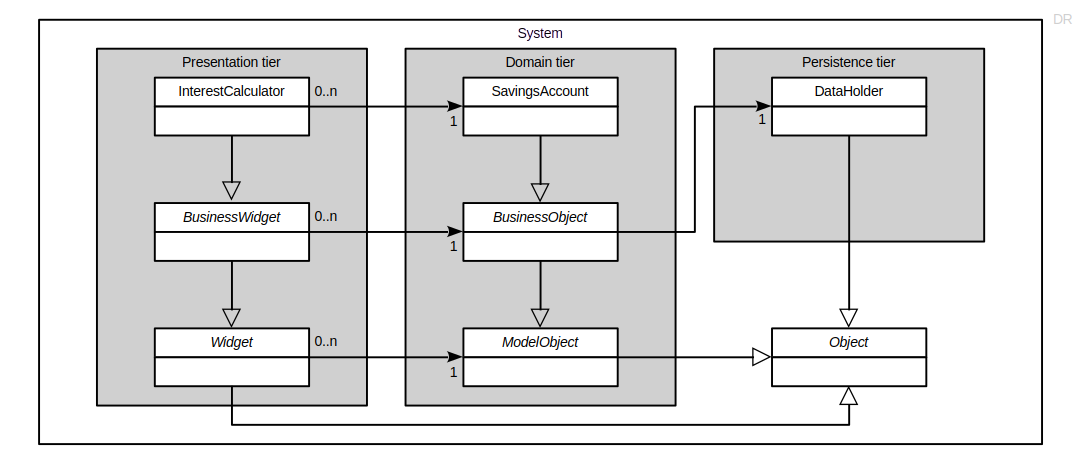 DR
System
Presentation tier
Domain tier
Persistence tier
InterestCalculator
0..n
SavingsAccount
DataHolder
1
1
BusinessWidget
0..n
BusinessObject
1
Widget
0..n
ModelObject
Object
1